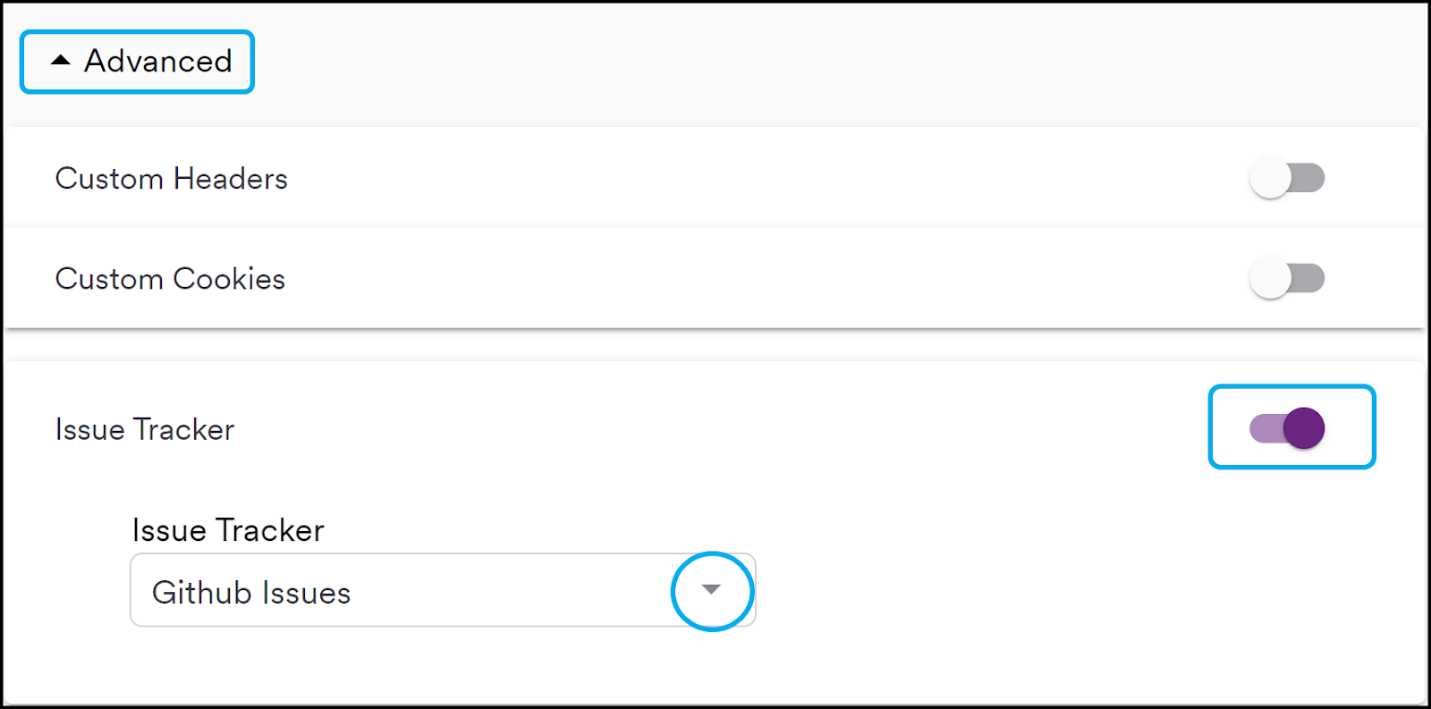 Advanced
Custom Headers
Custom Cookies
Issue Tracker
Issue Tracker
Github Issues